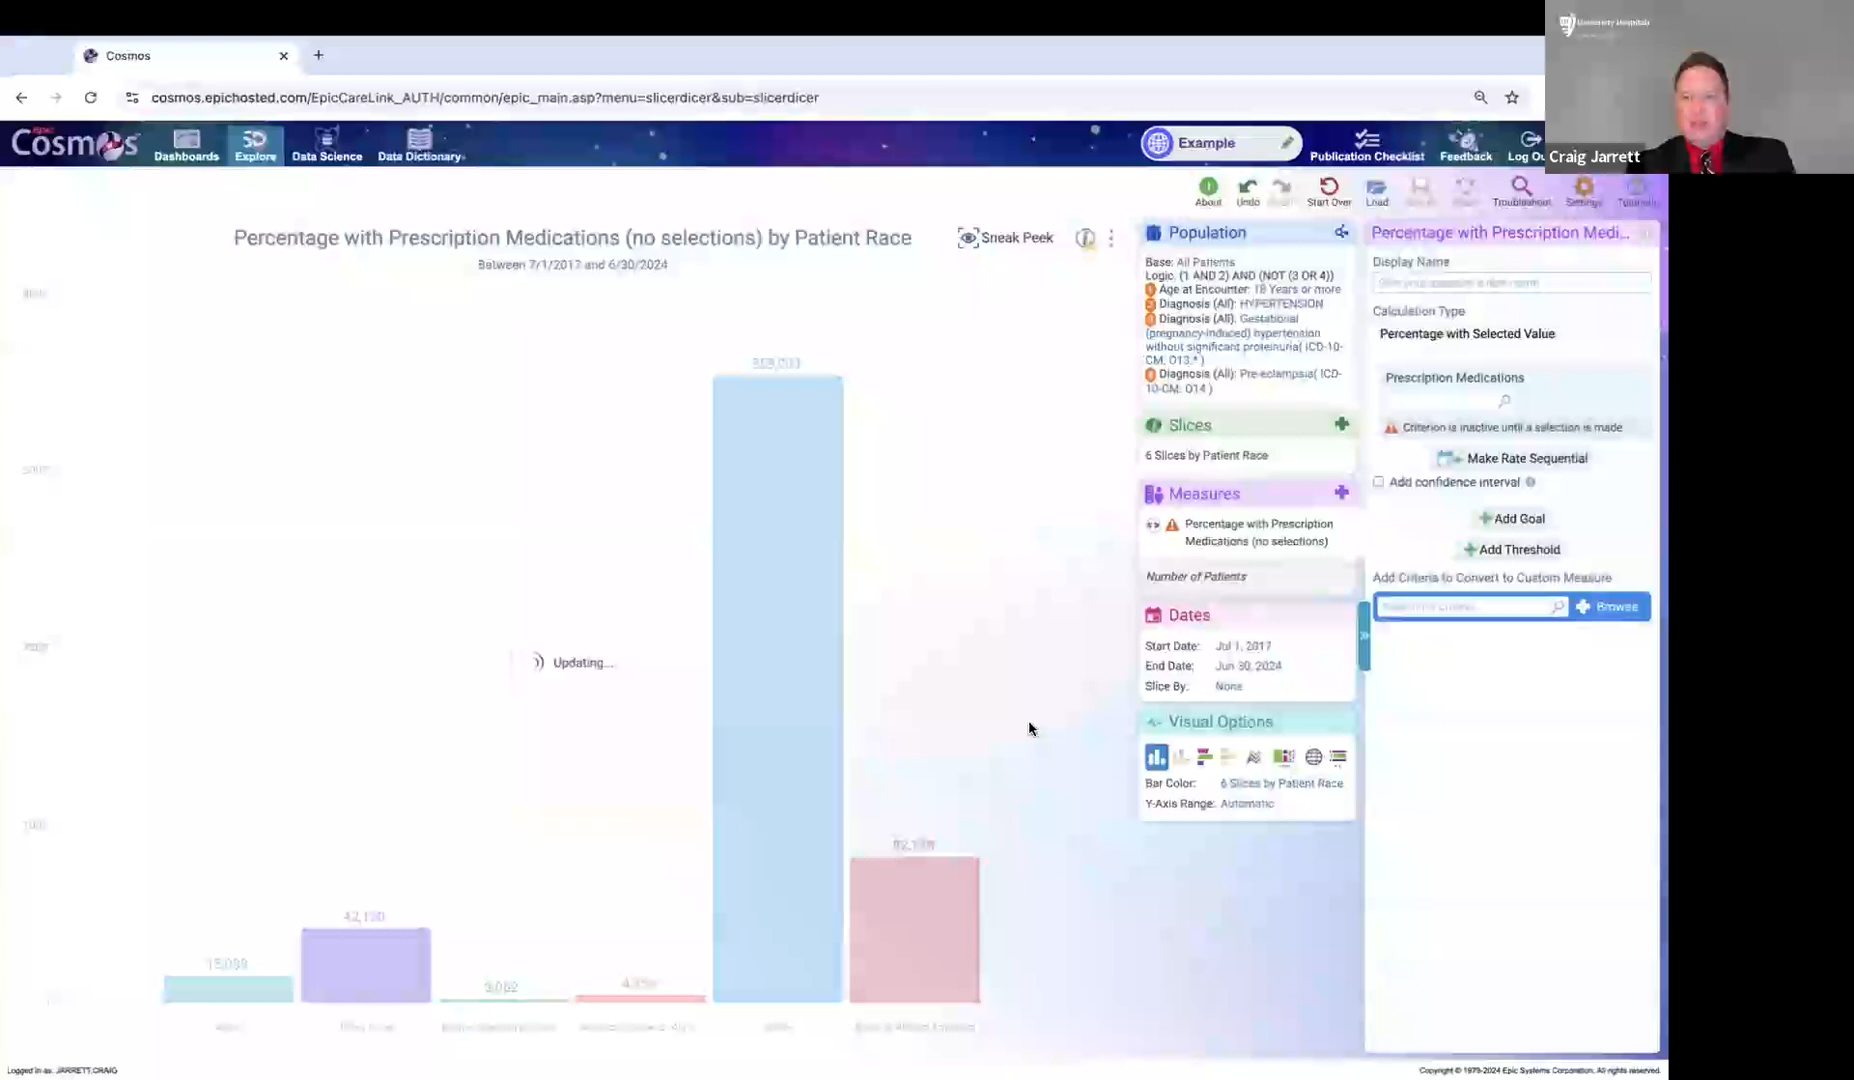 University Hospitals
Craig Jarrett
Cosmos
cosmos.epichosted.com/EpicCareLink_AUTH/common/epic_main.asp?menu=slicerdicer&sub=slicerdicer
Epic
Cosmos
Dashboards
Explore
Data Science
Data Dictionary
Example
Publication Checklist
Feedback
Log Ou
About
Undo
Start Over
Load
Troubleshoot
Settings
Percentage with Prescription Medications (no selections) by Patient Race
Between 7/1/2017 and 6/30/2024
Sneak Peek
Updating...
Population
Base: All Patients
Logic: (1 AND 2) AND (NOT (3 OR 4))
Age at Encounter: 18 Years or more
Diagnosis (All): HYPERTENSION
Diagnosis (All): Gestational
(pregnancy-induced) hypertension
without significant proteinuria( ICD-10-
CM: O13.* )
Diagnosis (All): Pre-eclampsia( ICD-
10-CM: O14 )
Slices
6 Slices by Patient Race
Measures
Percentage with Prescription
Medications (no selections)
Number of Patients
Dates
Start Date: Jul 1, 2017
End Date: Jun 30, 2024
Slice By: None
Visual Options
Bar Color: 6 Slices by Patient Race
Y-Axis Range: Automatic
Percentage with Prescription Medi...
Display Name
Calculation Type
Percentage with Selected Value
Prescription Medications
Criterion is inactive until a selection is made
Make Rate Sequential
Add confidence interval
Add Goal
Add Threshold
Add Criteria to Convert to Custom Measure
Browse
Logged in as: JARRETT,CRAIG
Copyright © 1979-2024 Epic Systems Corporation. All rights reserved.